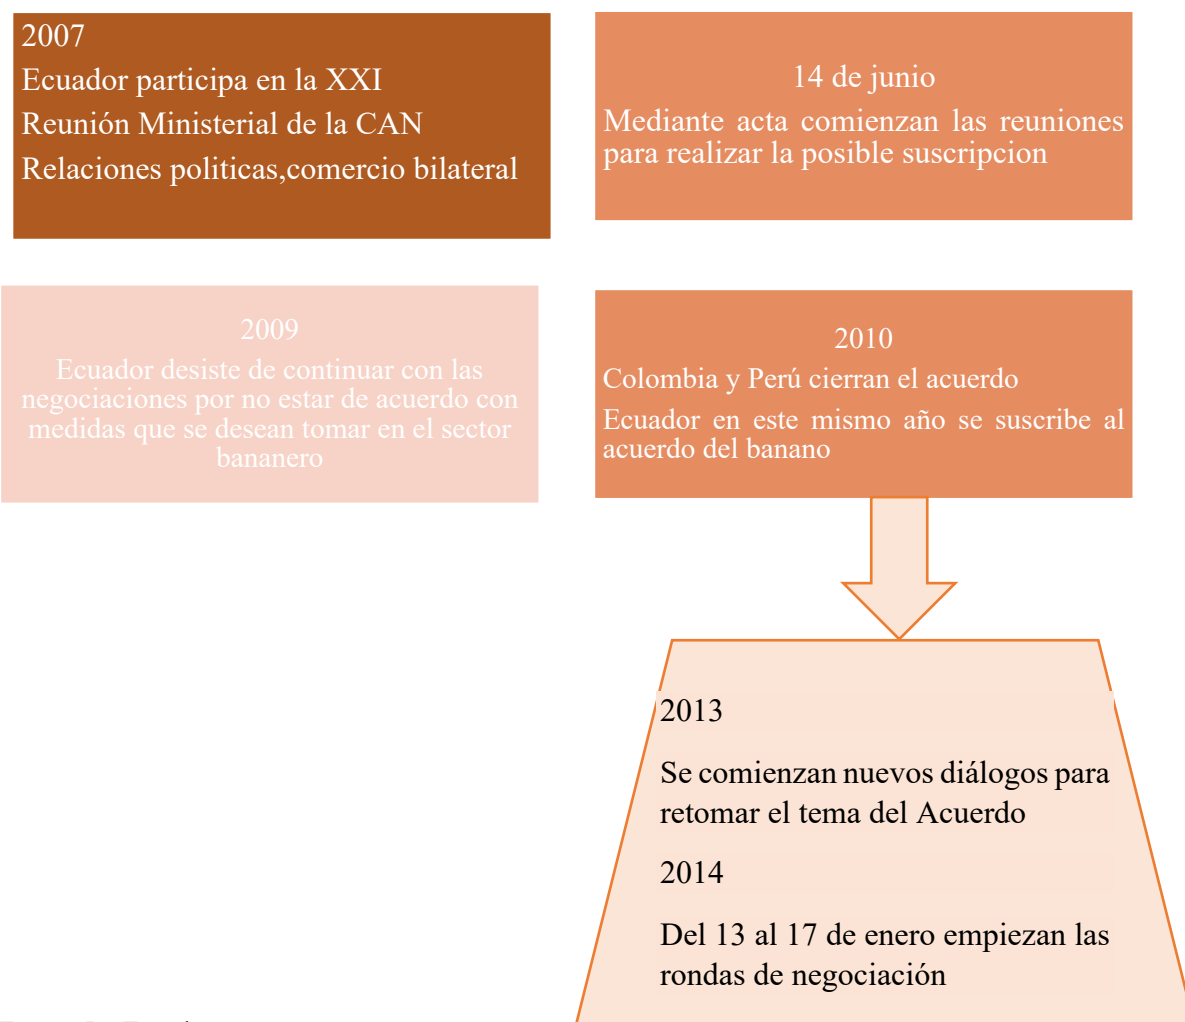 2007
Ecuador participa en la XXI
Reunión Ministerial de la CAN
Relaciones politicas,comercio bilateral
14 de junio
Mediante acta comienzan las reuniones
para realizar la posible suscripcion
2009
Ecuador desiste de continuar con las
negociaciones por no estar de acuerdo con
medidas que se desean tomar en el sector
bananero
2010
Colombia y Perú cierran el acuerdo
Ecuador en este mismo año se suscribe al
acuerdo del banano
2013
Se comienzan nuevos diálogos para
retomar el tema del Acuerdo
2014
Del 13 al 17 de enero empiezan las
rondas de negociación